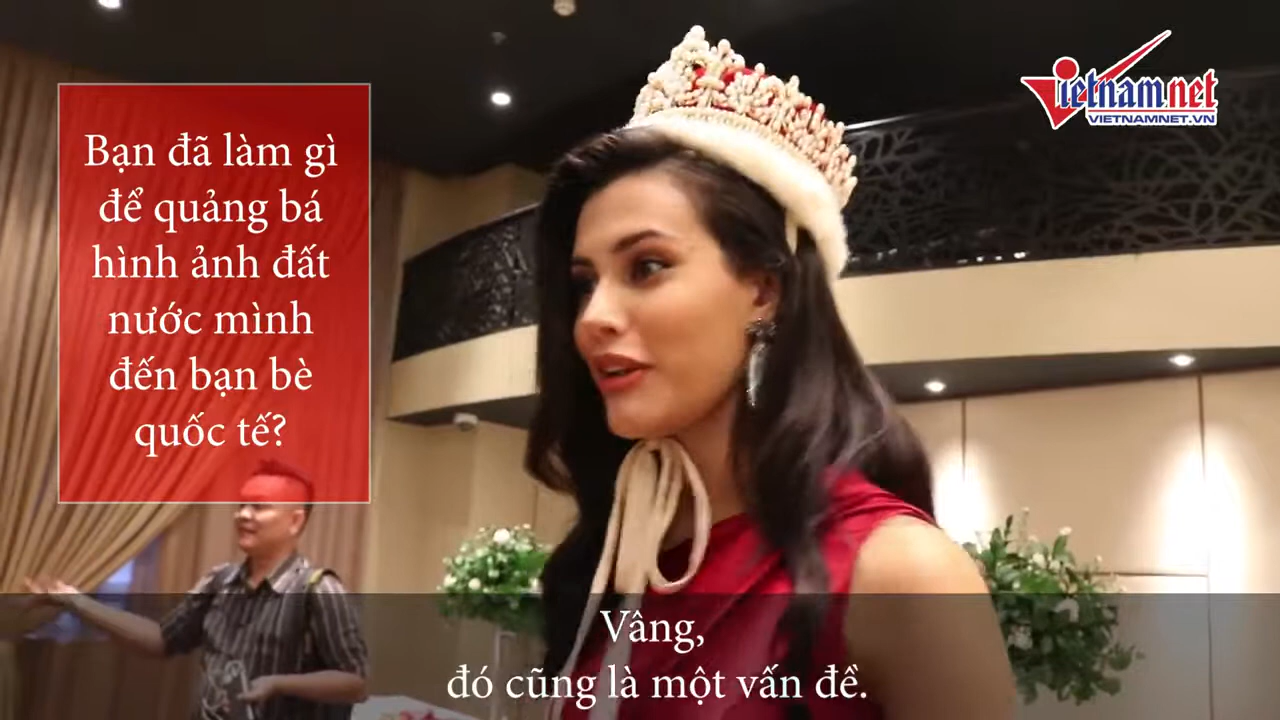 Bạn đã làm gì
để quảng bá
hình ảnh đất
nước mình
đến bạn bè
quốc tế?
vietnamnet
VIETNAMNET.VN
Vâng,
đó cũng là một vấn đề.